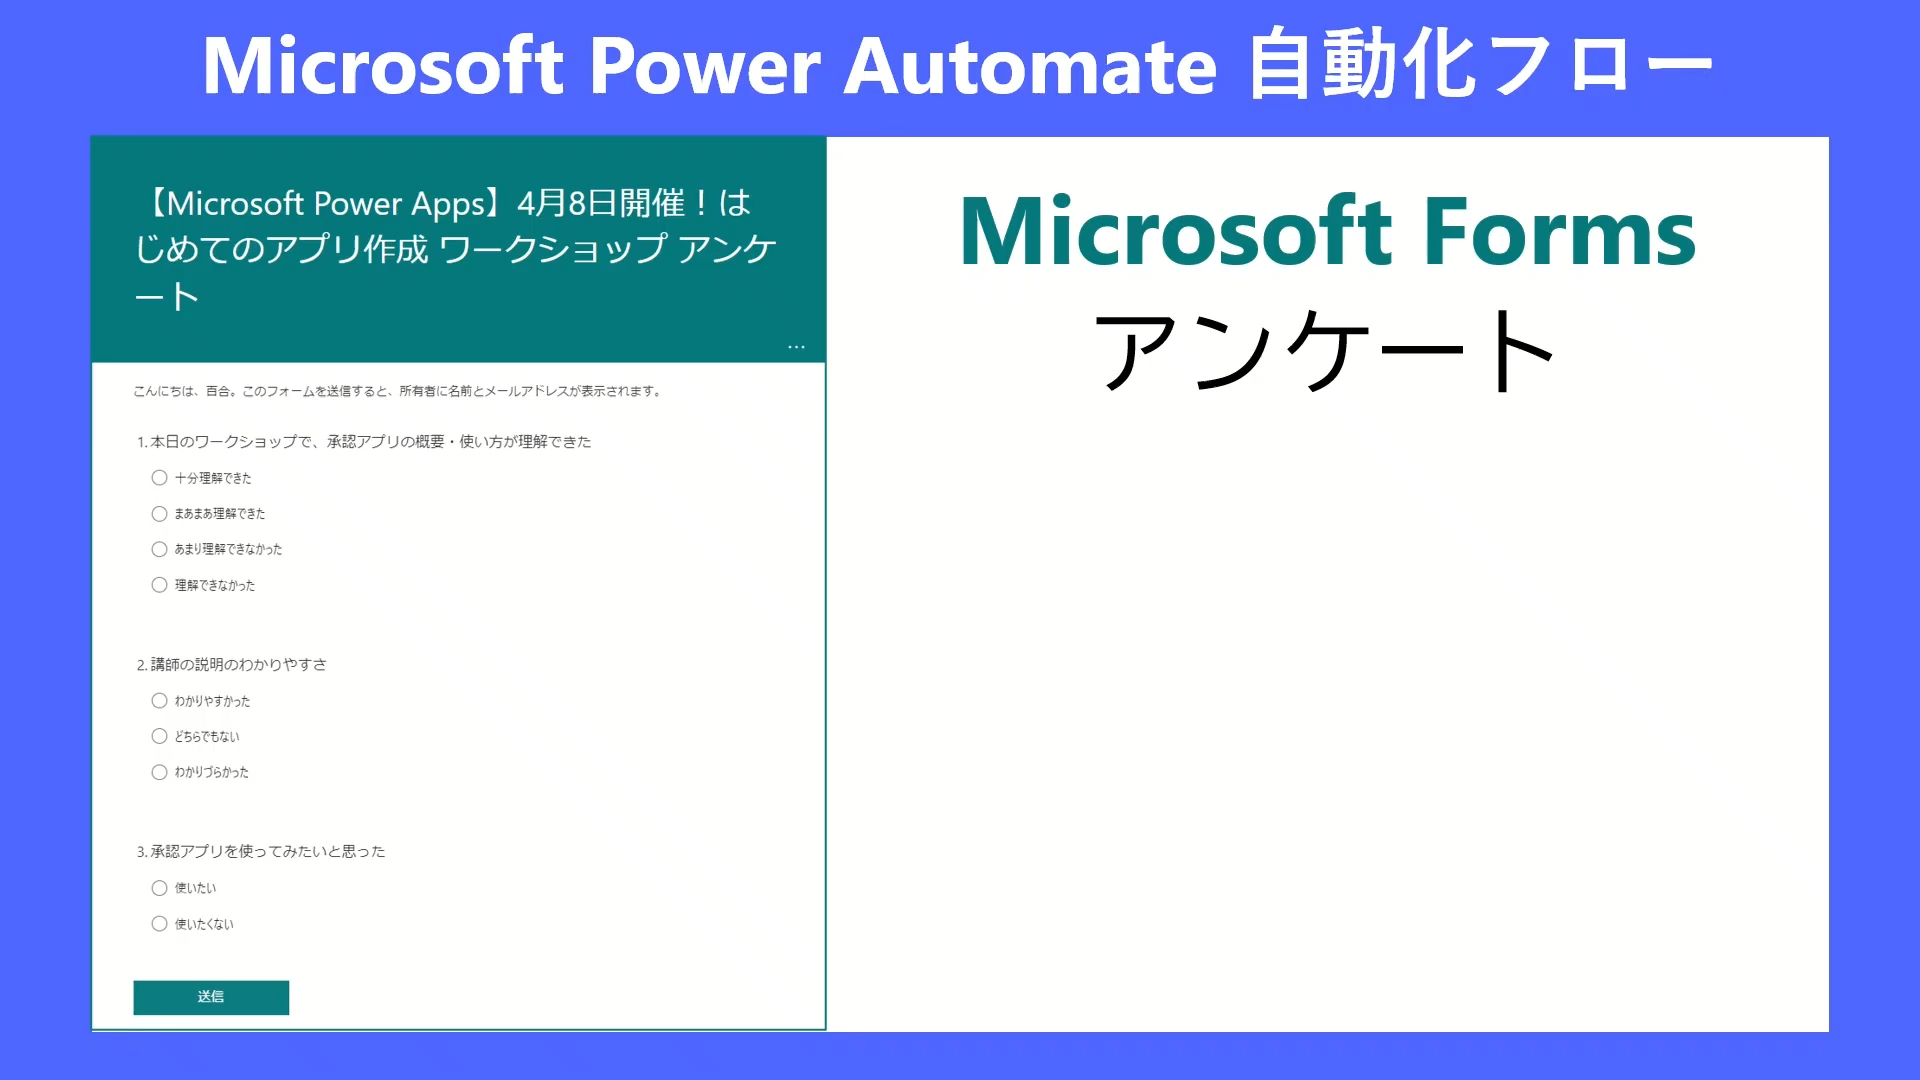 Microsoft Power Automate 自動化フロー
【Microsoft Power Apps】4月8日開催！は
じめてのアプリ作成 ワークショップ アンケ
ート
...
こんにちは、百合。このフォームを送信すると、所有者に名前とメールアドレスが表示されます。
1. 本日のワークショップで、承認アプリの概要・使い方が理解できた
十分理解できた
まあまあ理解できた
あまり理解できなかった
理解できなかった
2. 講師の説明のわかりやすさ
わかりやすかった
どちらでもない
わかりづらかった
3. 承認アプリを使ってみたいと思った
使いたい
使いたくない
送信
Microsoft Forms
アンケート